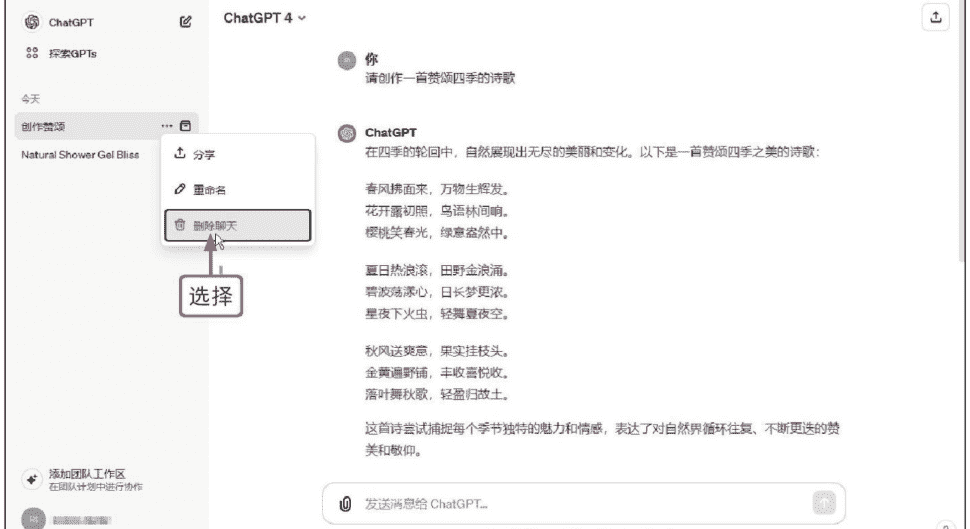 ChatGPT
探索GPTs
今天
创作赞颂
Natural Shower Gel Bliss
分享
重命名
删除聊天
选择
添加团队工作区
在团队计划中进行协作
ChatGPT 4
你
请创作一首赞颂四季的诗歌
ChatGPT
在四季的轮回中，自然展现出无尽的美丽和变化。以下是一首赞颂四季之美的诗歌：
春风拂面来，万物生辉发。
花开露初照，鸟语林间响。
樱桃笑春光，绿意盎然中。
夏日热浪滚，田野金浪涌。
碧波荡漾心，日长梦更浓。
星夜下火虫，轻舞夏夜空。
秋风送爽意，果实挂枝头。
金黄遍野铺，丰收喜悦收。
落叶舞秋歌，轻盈归故土。
这首诗尝试捕捉每个季节独特的魅力和情感，表达了对自然界循环往复、不断更迭的赞
美和敬仰。
发送消息给 ChatGPT...